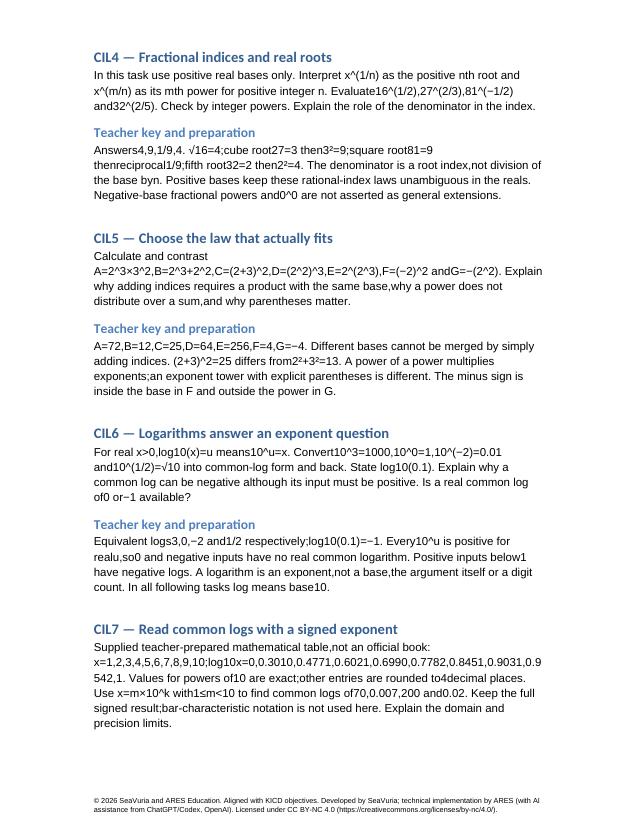 CIL4 — Fractional indices and real roots
In this task use positive real bases only. Interpret x^(1/n) as the positive nth root and
x^(m/n) as its mth power for positive integer n. Evaluate16^(1/2),27^(2/3),81^(−1/2)
and32^(2/5). Check by integer powers. Explain the role of the denominator in the index.
Teacher key and preparation
Answers4,9,1/9,4. √16=4;cube root27=3 then3²=9;square root81=9
thenreciprocal1/9;fifth root32=2 then2²=4. The denominator is a root index,not division of
the base byn. Positive bases keep these rational-index laws unambiguous in the reals.
Negative-base fractional powers and0^0 are not asserted as general extensions.
CIL5 — Choose the law that actually fits
Calculate and contrast
A=2^3×3^2,B=2^3+2^2,C=(2+3)^2,D=(2^2)^3,E=2^(2^3),F=(−2)^2 andG=−(2^2). Explain
why adding indices requires a product with the same base,why a power does not
distribute over a sum,and why parentheses matter.
Teacher key and preparation
A=72,B=12,C=25,D=64,E=256,F=4,G=−4. Different bases cannot be merged by simply
adding indices. (2+3)^2=25 differs from2²+3²=13. A power of a power multiplies
exponents;an exponent tower with explicit parentheses is different. The minus sign is
inside the base in F and outside the power in G.
CIL6 — Logarithms answer an exponent question
For real x>0,log10(x)=u means10^u=x. Convert10^3=1000,10^0=1,10^(−2)=0.01
and10^(1/2)=√10 into common-log form and back. State log10(0.1). Explain why a
common log can be negative although its input must be positive. Is a real common log
of0 or−1 available?
Teacher key and preparation
Equivalent logs3,0,−2 and1/2 respectively;log10(0.1)=−1. Every10^u is positive for
realu,so0 and negative inputs have no real common logarithm. Positive inputs below1
have negative logs. A logarithm is an exponent,not a base,the argument itself or a digit
count. In all following tasks log means base10.
CIL7 — Read common logs with a signed exponent
Supplied teacher-prepared mathematical table,not an official book:
x=1,2,3,4,5,6,7,8,9,10;log10x=0,0.3010,0.4771,0.6021,0.6990,0.7782,0.8451,0.9031,0.9
542,1. Values for powers of10 are exact;other entries are rounded to4decimal places.
Use x=m×10^k with1≤m<10 to find common logs of70,0.007,200 and0.02. Keep the full
signed result;bar-characteristic notation is not used here. Explain the domain and
precision limits.
© 2026 SeaVuria and ARES Education. Aligned with KICD objectives. Developed by SeaVuria; technical implementation by ARES (with AI
assistance from ChatGPT/Codex, OpenAI). Licensed under CC BY-NC 4.0 (https://creativecommons.org/licenses/by-nc/4.0/).